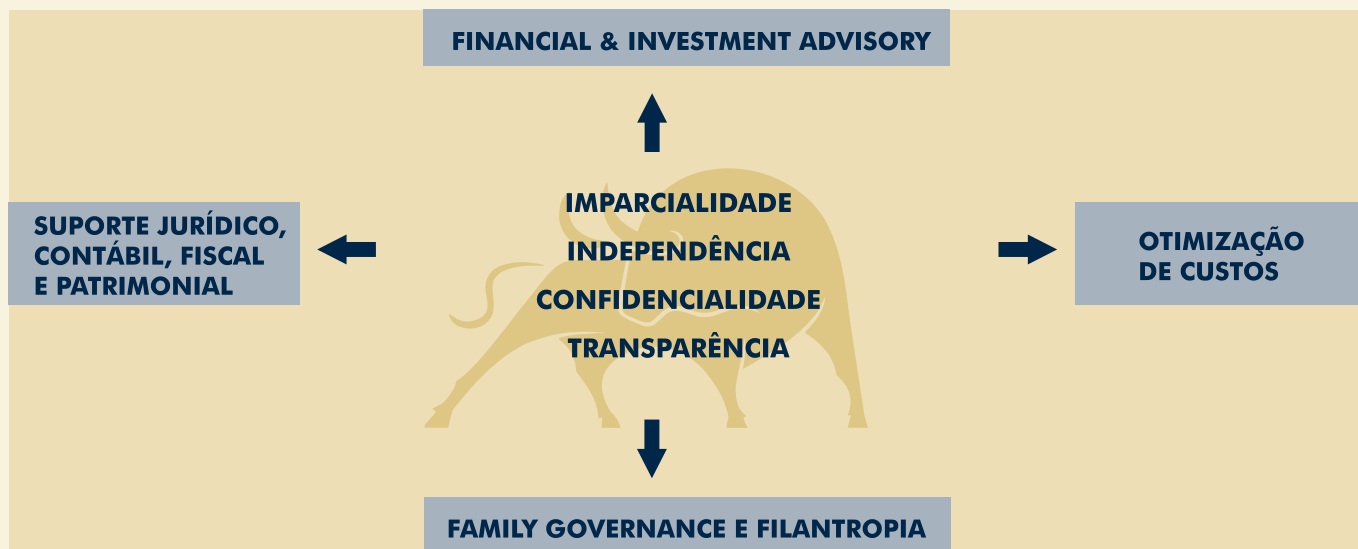 FINANCIAL & INVESTMENT ADVISORY
IMPARCIALIDADE
INDEPENDÊNCIA
CONFIDENCIALIDADE
TRANSPARÊNCIA
SUPORTE JURÍDICO,
CONTÁBIL, FISCAL
E PATRIMONIAL
OTIMIZAÇÃO
DE CUSTOS
FAMILY GOVERNANCE E FILANTROPIA